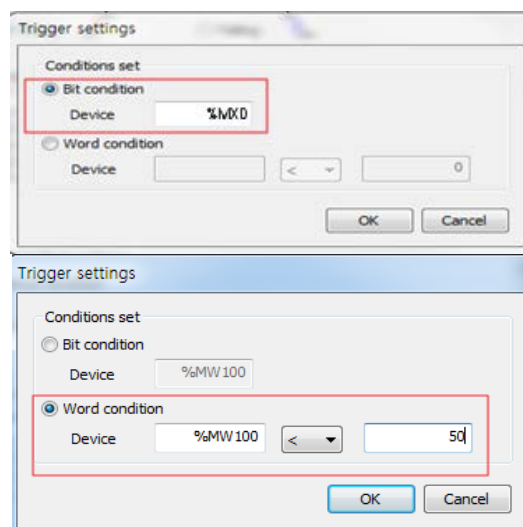 Trigger settings
Conditions set
Bit condition
Device %MX0
Word condition
Device < 0
OK Cancel
Trigger settings
Conditions set
Bit condition
Device %MW100
Word condition
Device %MW100 < 50
OK Cancel